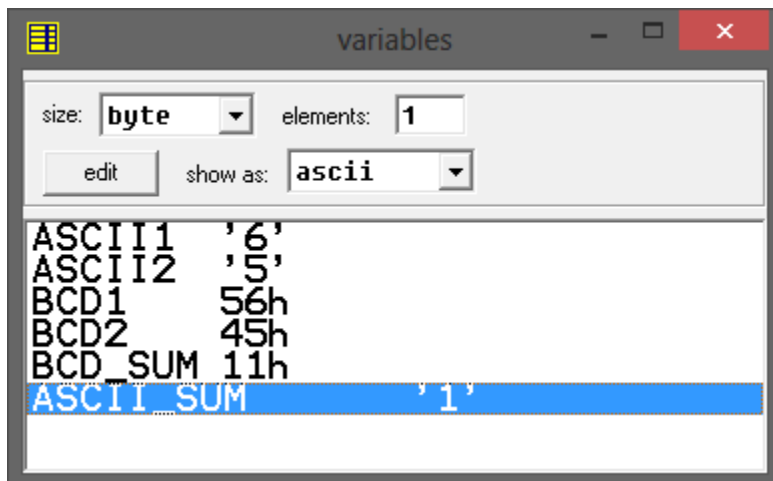 variables
size: byte elements: 1
edit show as: ascii
ASCII1 '6'
ASCII2 '5'
BCD1 56h
BCD2 45h
BCD_SUM 11h
ASCII_SUM '1'